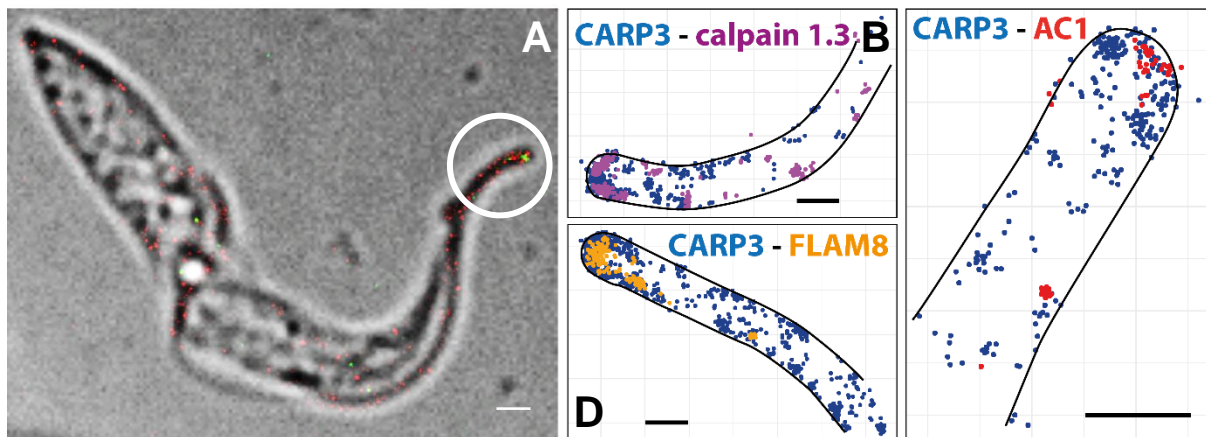 A
CARP3 - calpain 1.3
B
CARP3 - FLAM8
D
CARP3 - AC1